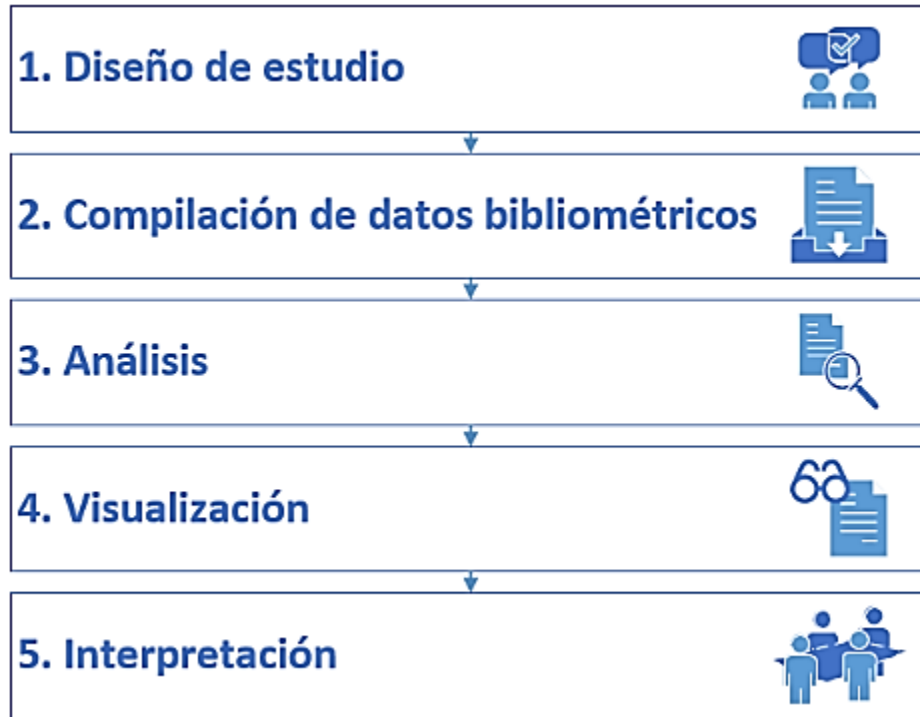 1. Diseño de estudio
2. Compilación de datos bibliométricos
3. Análisis
4. Visualización
5. Interpretación